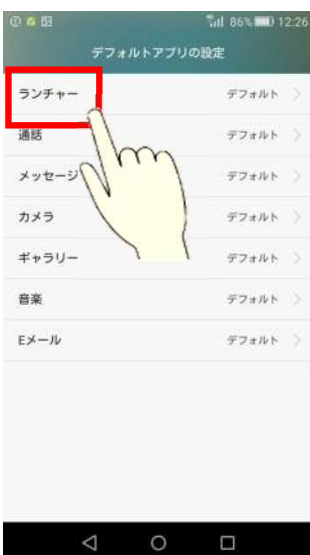 86% 12:26
デフォルトアプリの設定
ランチャー デフォルト
通話 デフォルト
メッセージ デフォルト
カメラ デフォルト
ギャラリー デフォルト
音楽 デフォルト
Eメール デフォルト